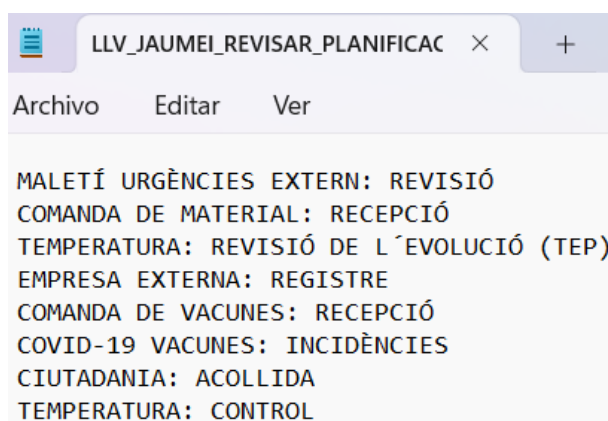 LLV_JAUMEI_REVISAR_PLANIFICAC
Archivo Editar Ver
MALETÍ URGÈNCIES EXTERN: REVISIÓ
COMANDA DE MATERIAL: RECEPCIÓ
TEMPERATURA: REVISIÓ DE L´EVOLUCIÓ (TEP)
EMPRESA EXTERNA: REGISTRE
COMANDA DE VACUNES: RECEPCIÓ
COVID-19 VACUNES: INCIDÈNCIES
CIUTADANIA: ACOLLIDA
TEMPERATURA: CONTROL